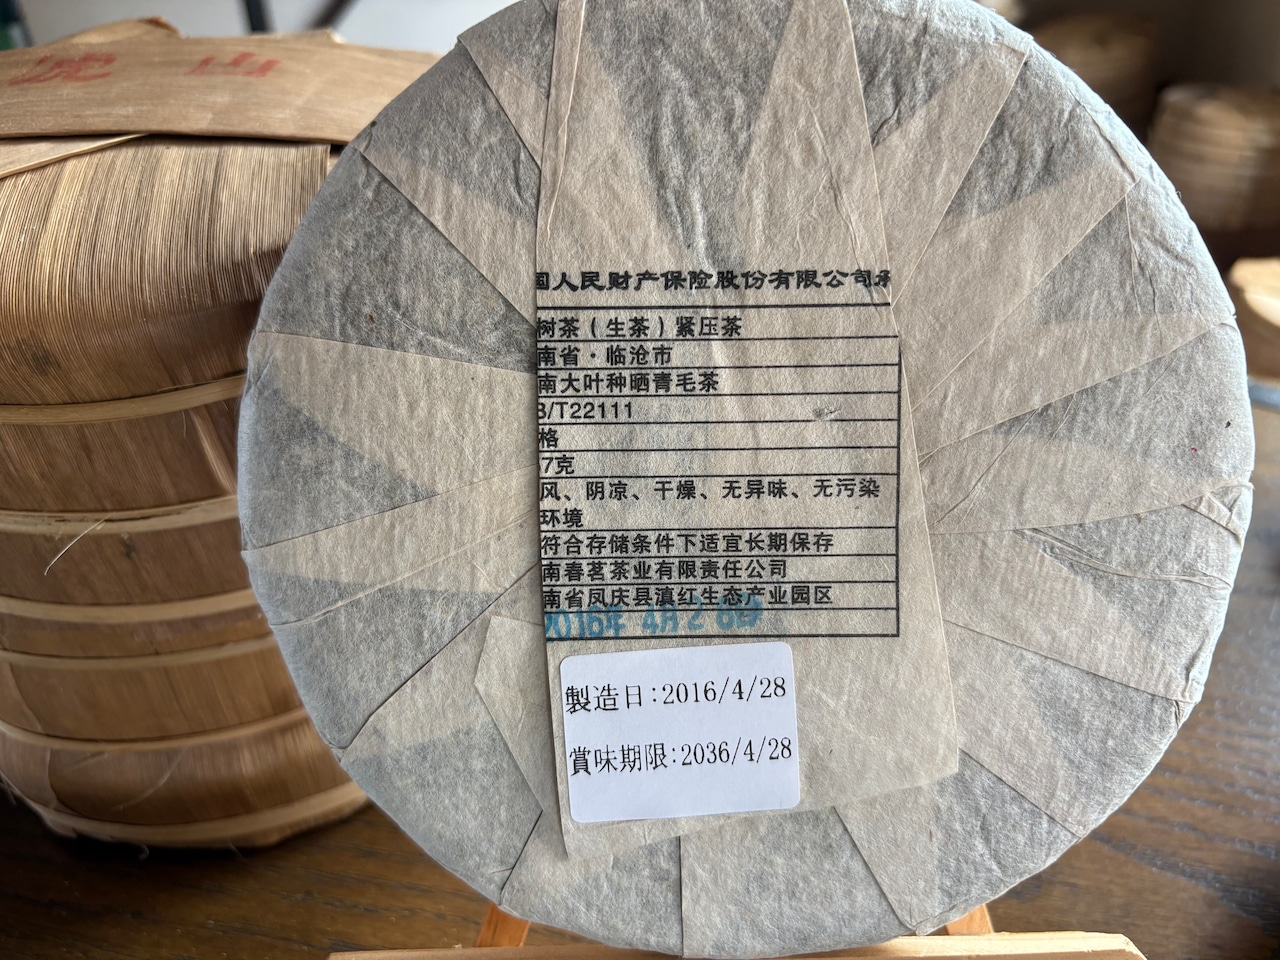 虎山
国人民财产保险股份有限公司承
树茶（生茶）紧压茶
南省·临沧市
南大叶种晒青毛茶
B/T22111
格
7克
风、阴凉、干燥、无异味、无污染
环境
符合存储条件下适宜长期保存
南春茗茶业有限责任公司
南省凤庆县滇红生态产业园区
2016年 4月28日
製造日:2016/4/28
賞味期限:2036/4/28